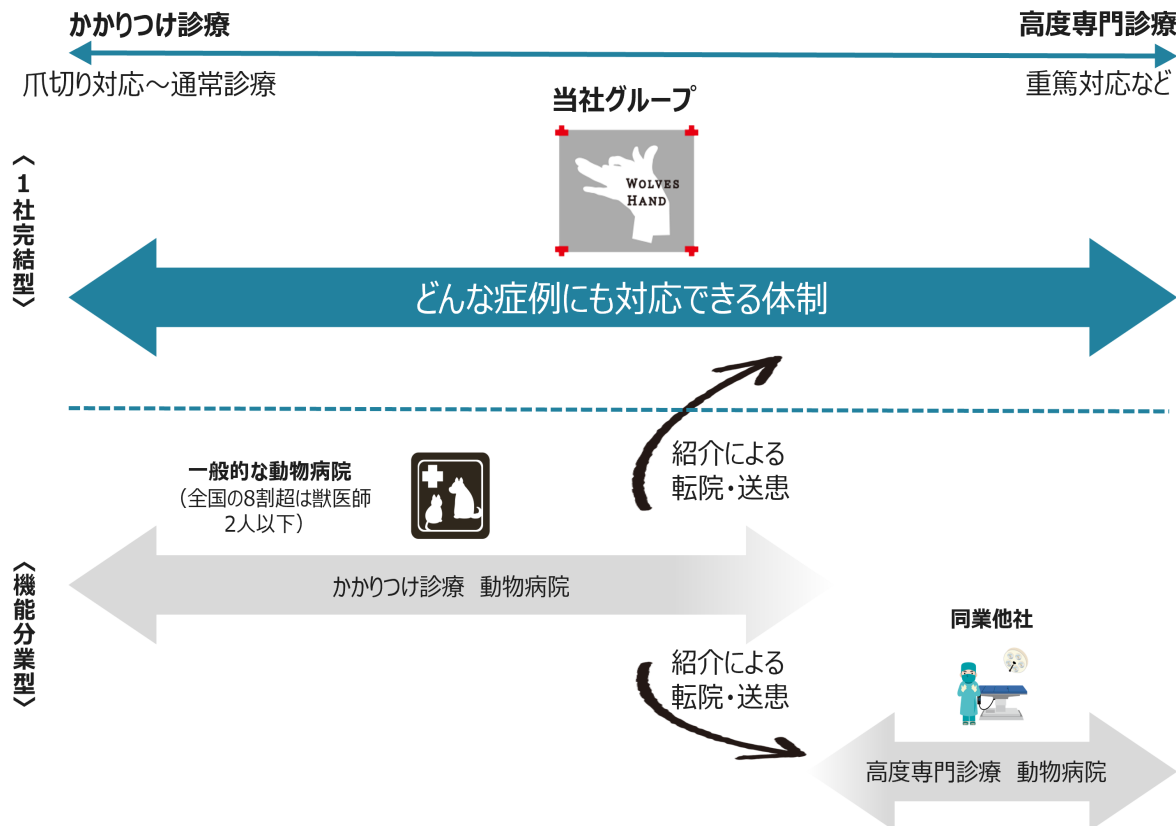 かかりつけ診療
高度専門診療
爪切り対応～通常診療
重篤対応など
当社グループ
WOLVES
HAND
〈1社完結型〉
どんな症例にも対応できる体制
紹介による
転院・送患
一般的な動物病院
（全国の8割超は獣医師
2人以下）
〈機能分業型〉
かかりつけ診療 動物病院
同業他社
紹介による
転院・送患
高度専門診療 動物病院